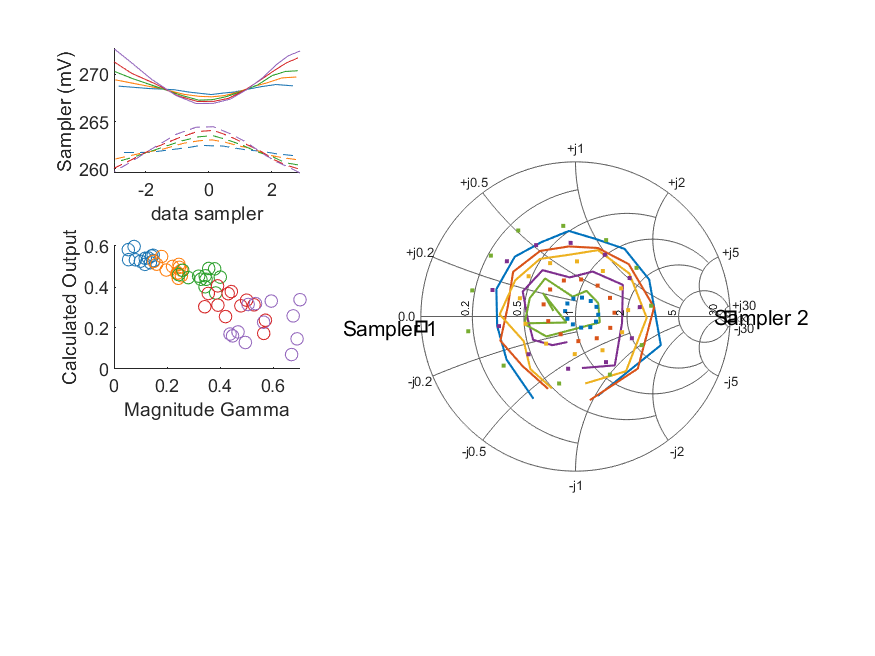 270
265
260
Sampler (mV)
-2
0
2
data sampler
0.6
0.4
0.2
0
Calculated Output
0
0.2
0.4
0.6
Magnitude Gamma
+j1
+j0.5
+j2
+j0.2
+j5
0.0
0.2
0.5
1
2
5
30
+j30
-j30
Sampler 1
Sampler 2
-j0.2
-j5
-j0.5
-j2
-j1